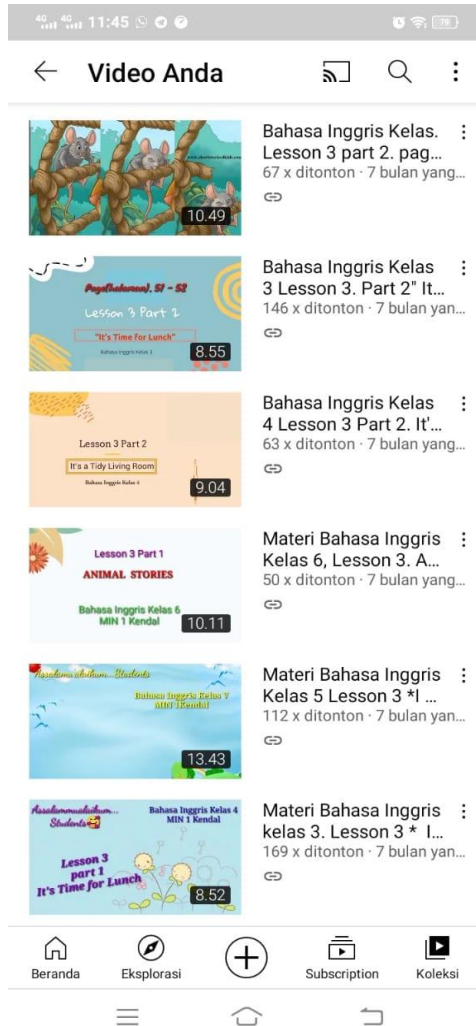 4G 4G 11:45 79
Video Anda
www.shortstories4kids.com
10.49
Bahasa Inggris Kelas.
Lesson 3 part 2. pag...
67 x ditonton · 7 bulan yang...
Page(halaman). 51 - 52
Lesson 3 Part 2
"It's Time for Lunch"
Bahasa Inggris Kelas 3
8.55
Bahasa Inggris Kelas
3 Lesson 3. Part 2" It...
146 x ditonton · 7 bulan yan...
Lesson 3 Part 2
It's a Tidy Living Room
Bahasa Inggris Kelas 4
9.04
Bahasa Inggris Kelas
4 Lesson 3 Part 2. It'...
63 x ditonton · 7 bulan yang...
Lesson 3 Part 1
ANIMAL STORIES
Bahasa Inggris Kelas 6
MIN 1 Kendal
10.11
Materi Bahasa Inggris
Kelas 6, Lesson 3. A...
50 x ditonton · 7 bulan yang...
Assalamu alaikum... Students
Bahasa Inggris Kelas V
MIN 1Kendal
13.43
Materi Bahasa Inggris
Kelas 5 Lesson 3 *I ...
112 x ditonton · 7 bulan yan...
Assalammualaikum...
Students
Bahasa Inggris Kelas 4
MIN 1 Kendal
Lesson 3
part 1
It's Time for Lunch
8.52
Materi Bahasa Inggris
kelas 3. Lesson 3 * I...
169 x ditonton · 7 bulan yan...
Beranda Eksplorasi Subscription Koleksi